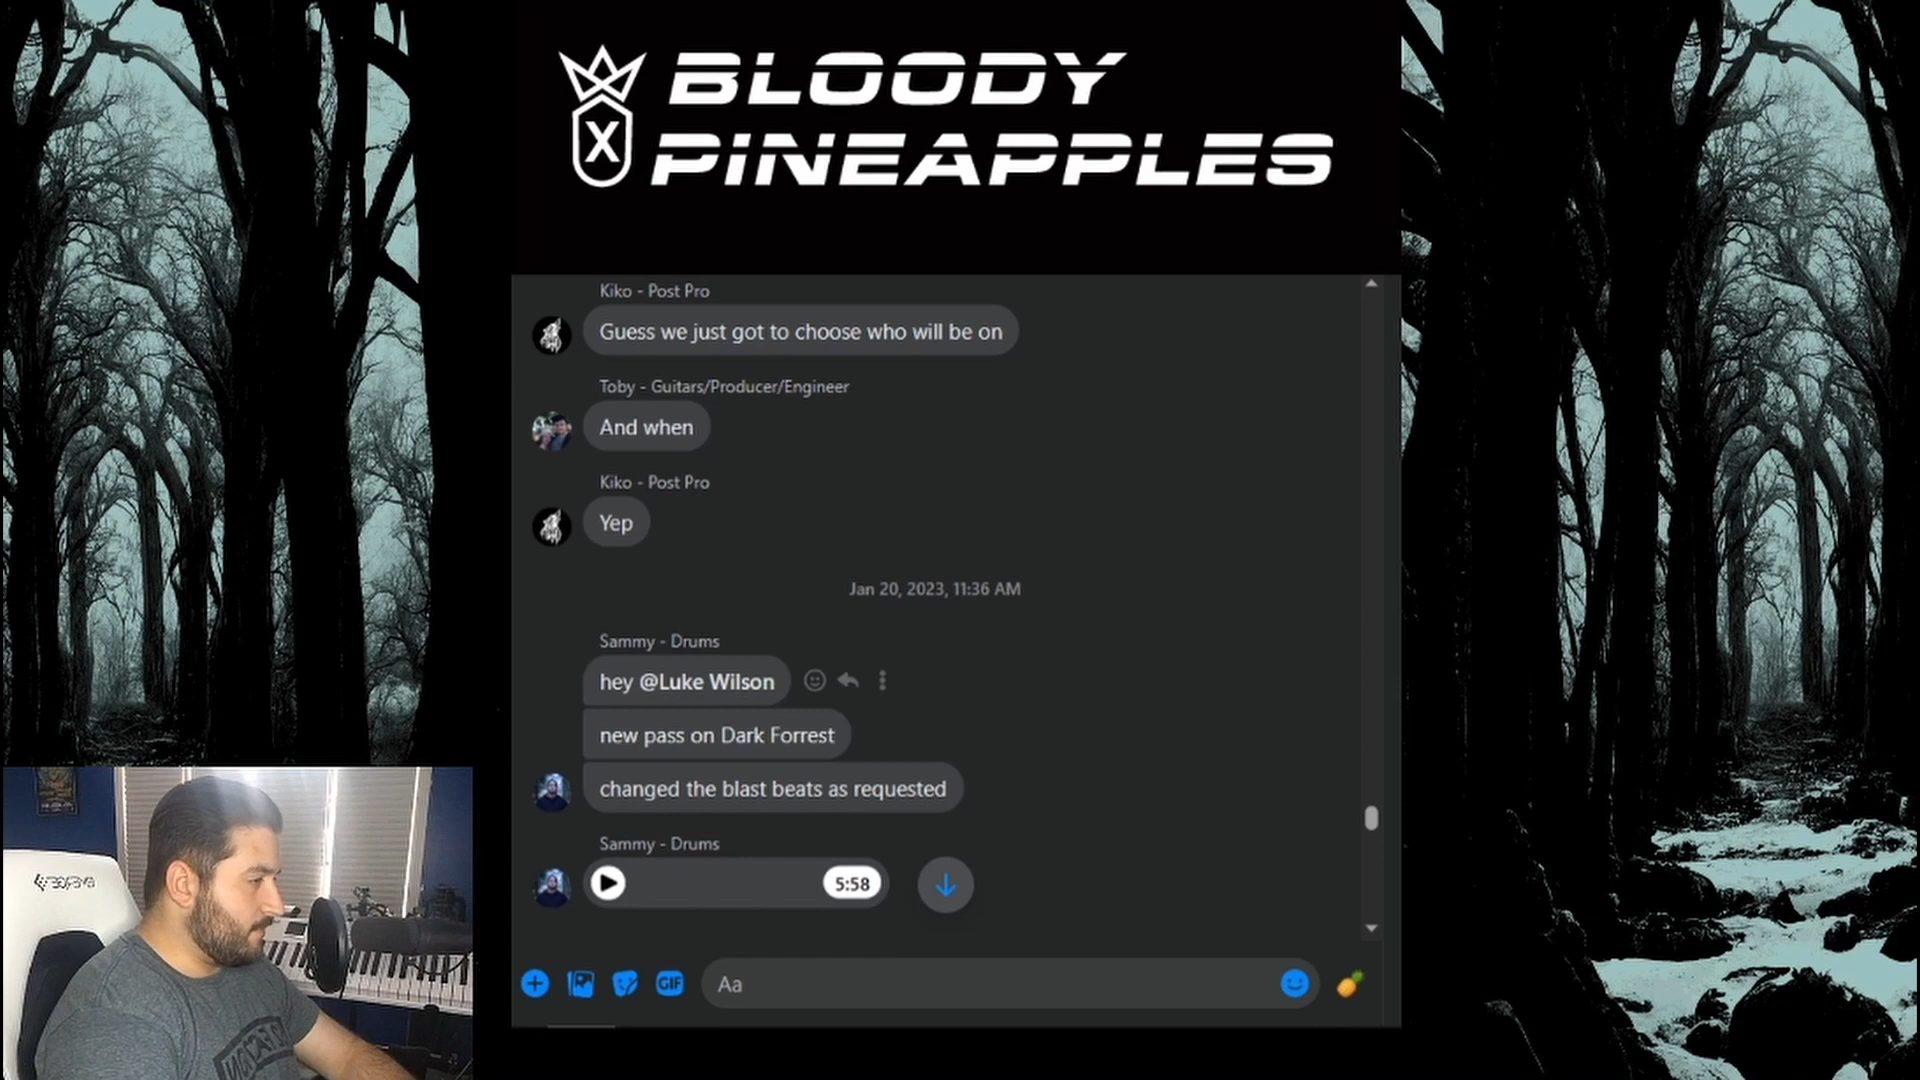 BLOODY
X
PINEAPPLES
Kiko - Post Pro
Guess we just got to choose who will be on
Toby - Guitars/Producer/Engineer
And when
Kiko - Post Pro
Yep
Jan 20, 2023, 11:36 AM
Sammy - Drums
hey @Luke Wilson
new pass on Dark Forrest
changed the blast beats as requested
Sammy - Drums
5:58
GIF
Aa